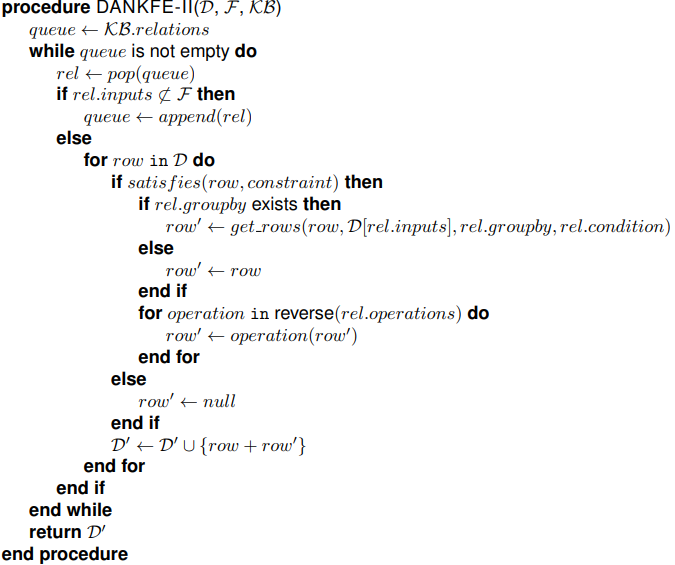 procedure DANKFE-II(𝒟, ℱ, 𝒦ℬ)
queue ← 𝒦ℬ.relations
while queue is not empty do
rel ← pop(queue)
if rel.inputs ⊄ ℱ then
queue ← append(rel)
else
for row in 𝒟 do
if satisfies(row, constraint) then
if rel.groupby exists then
row′ ← get_rows(row, 𝒟[rel.inputs], rel.groupby, rel.condition)
else
row′ ← row
end if
for operation in reverse(rel.operations) do
row′ ← operation(row′)
end for
else
row′ ← null
end if
𝒟′ ← 𝒟′ ∪ {row + row′}
end for
end if
end while
return 𝒟′
end procedure